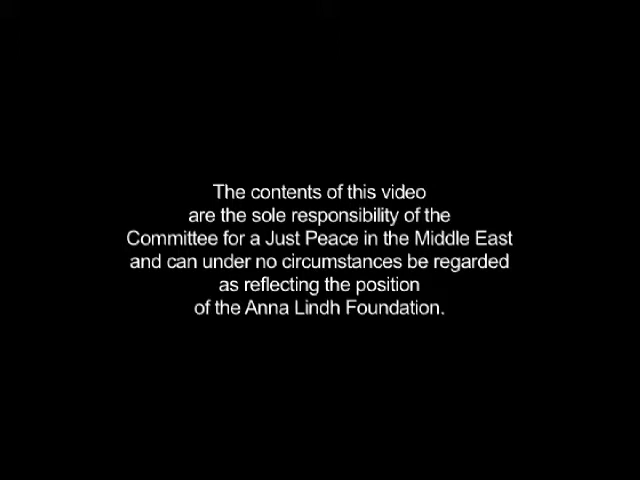 The contents of this video
are the sole responsibility of the
Committee for a Just Peace in the Middle East
and can under no circumstances be regarded
as reflecting the position
of the Anna Lindh Foundation.